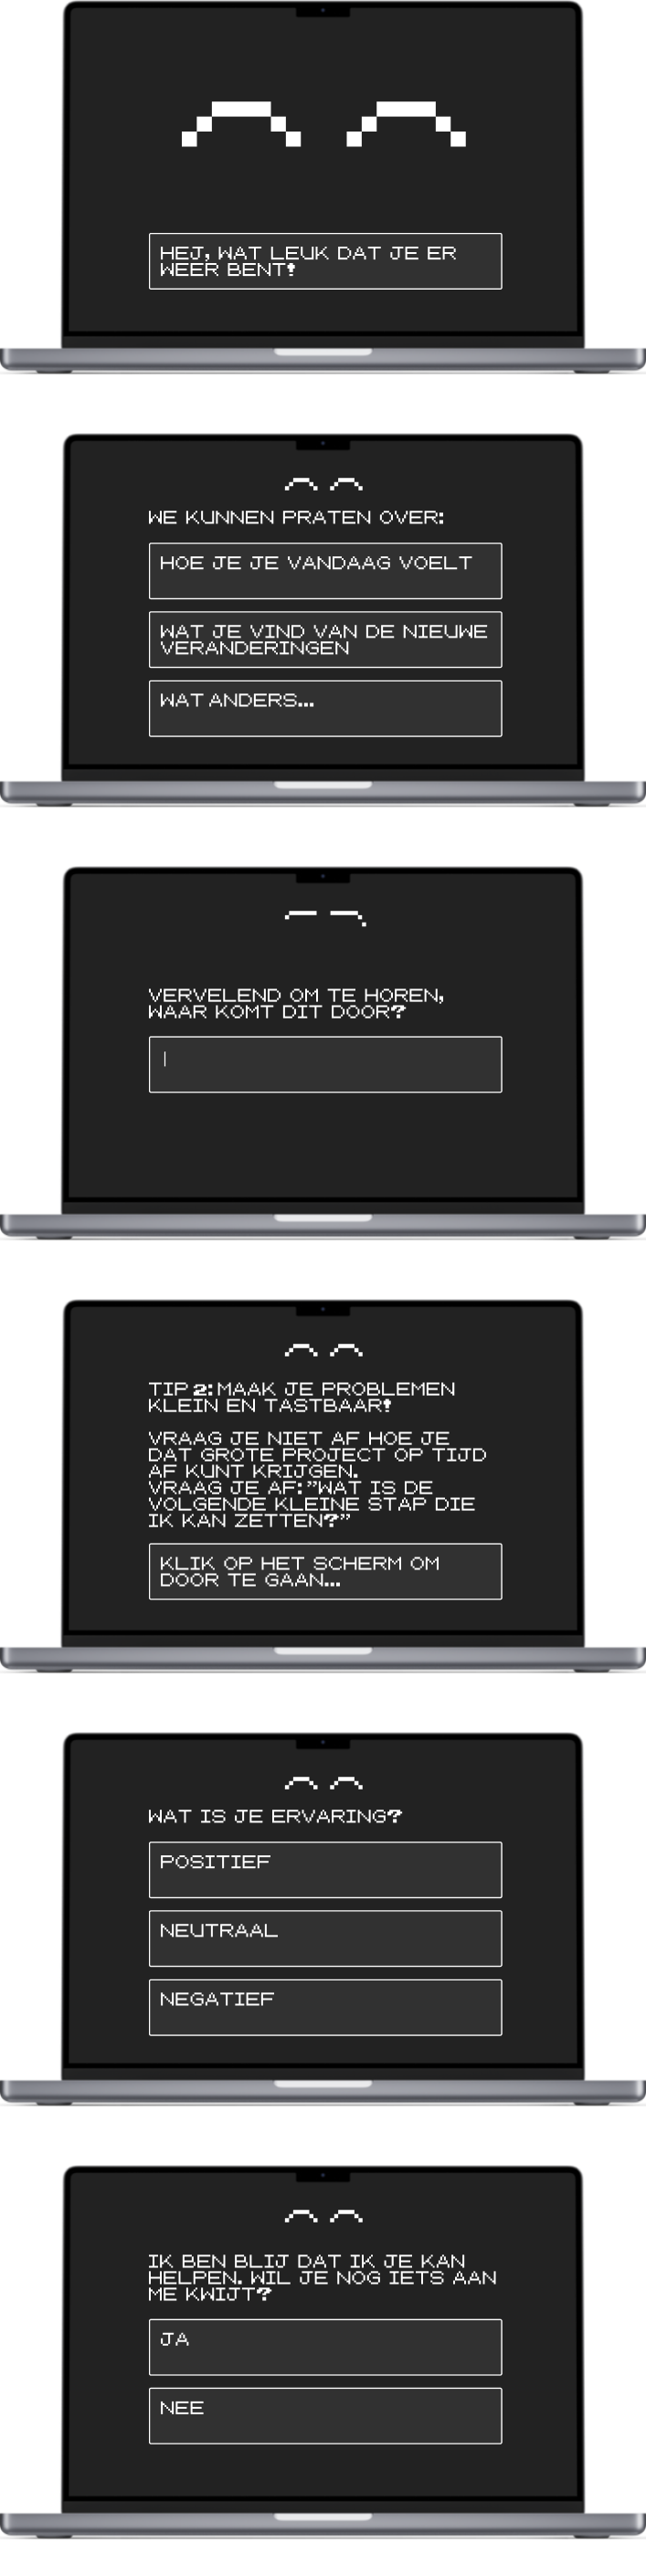 HEJ, WAT LEUK DAT JE ER
WEER BENT!
WE KUNNEN PRATEN OVER:
HOE JE JE VANDAAG VOELT
WAT JE VIND VAN DE NIEUWE
VERANDERINGEN
WAT ANDERS...
VERVELEND OM TE HOREN,
WAAR KOMT DIT DOOR?
TIP 2: MAAK JE PROBLEMEN
KLEIN EN TASTBAAR!
VRAAG JE NIET AF HOE JE
DAT GROTE PROJECT OP TIJD
AF KUNT KRIJGEN.
VRAAG JE AF: ”WAT IS DE
VOLGENDE KLEINE STAP DIE
IK KAN ZETTEN?”
KLIK OP HET SCHERM OM
DOOR TE GAAN...
WAT IS JE ERVARING?
POSITIEF
NEUTRAAL
NEGATIEF
IK BEN BLIJ DAT IK JE KAN
HELPEN. WIL JE NOG IETS AAN
ME KWIJT?
JA
NEE